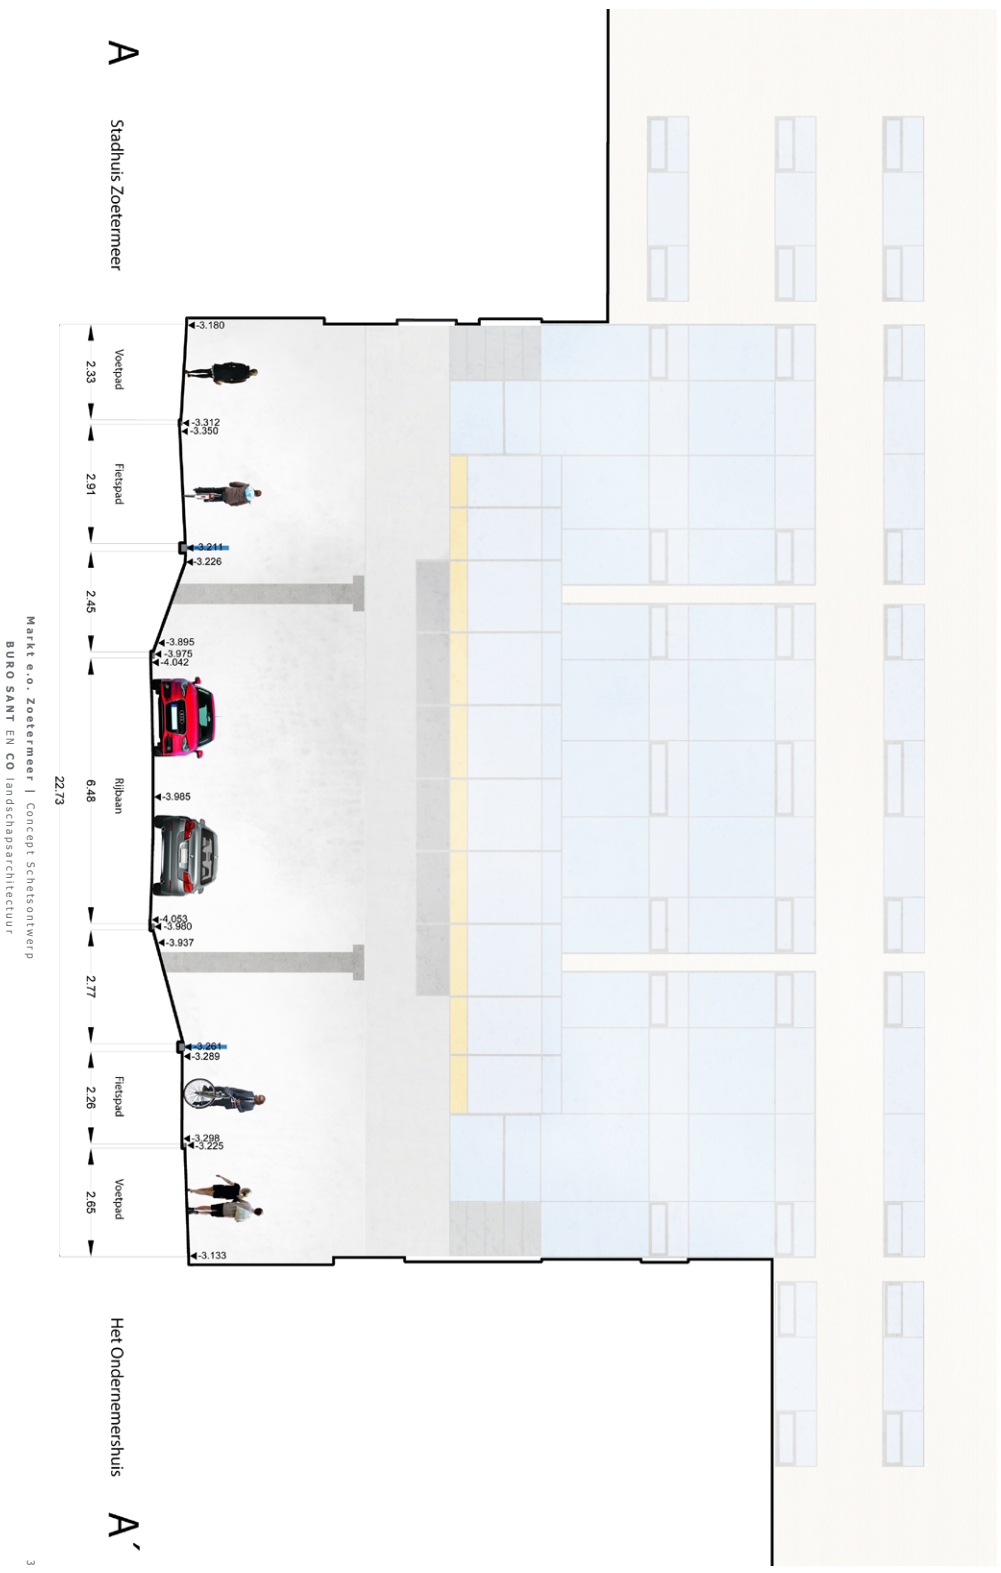 A
Stadhuis Zoetermeer
Het Ondernemershuis
A´
-3.180
-3.312
-3.350
-3.211
-3.226
-3.895
-3.975
-4.042
-3.985
-4.053
-3.980
-3.937
-3.261
-3.289
-3.298
-3.225
-3.133
Voetpad
Fietspad
Rijbaan
Fietspad
Voetpad
2.33
2.91
2.45
6.48
2.77
2.26
2.65
22.73
Markt e.o. Zoetermeer | Concept Schetsontwerp
BURO SANT EN CO landschapsarchitectuur
3